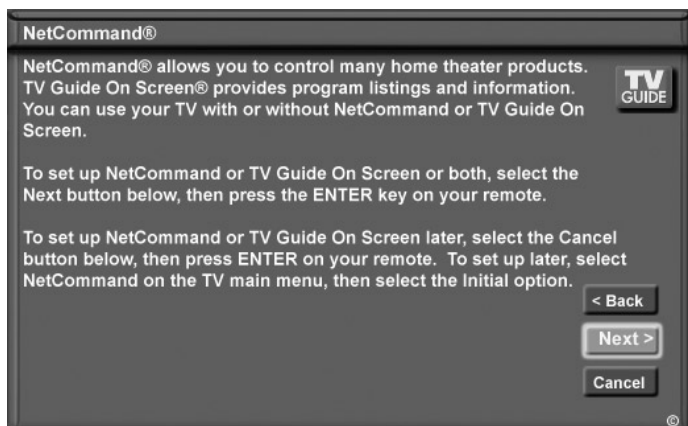 NetCommand®
NetCommand® allows you to control many home theater products.
TV Guide On Screen® provides program listings and information.
You can use your TV with or without NetCommand or TV Guide On
Screen.
TV
GUIDE
To set up NetCommand or TV Guide On Screen or both, select the
Next button below, then press the ENTER key on your remote.
To set up NetCommand or TV Guide On Screen later, select the Cancel
button below, then press ENTER on your remote.  To set up later, select
NetCommand on the TV main menu, then select the Initial option.
< Back
Next >
Cancel
©